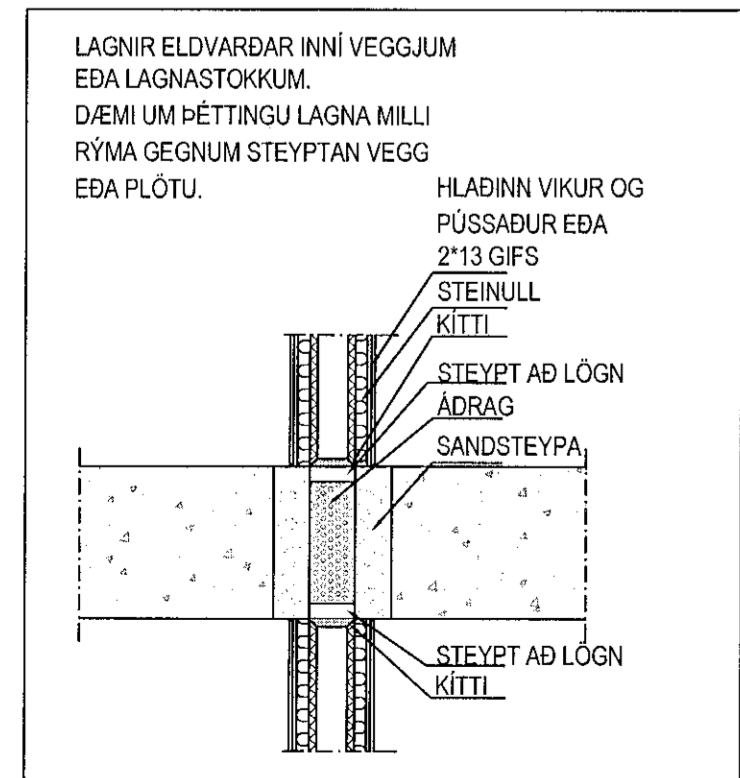 LAGNIR ELDVARÐAR INNÍ VEGGJUM
EÐA LAGNASTOKKUM.
DÆMI UM ÞÉTTINGU LAGNA MILLI
RÝMA GEGNUM STEYPTAN VEGG
EÐA PLÖTU.
HLAÐINN VIKUR OG
PÚSSAÐUR EÐA
2*13 GIFS
STEINULL
KÍTTI
STEYPT AÐ LÖGN
ÁDRAG
SANDSTEYPA
STEYPT AÐ LÖGN
KÍTTI